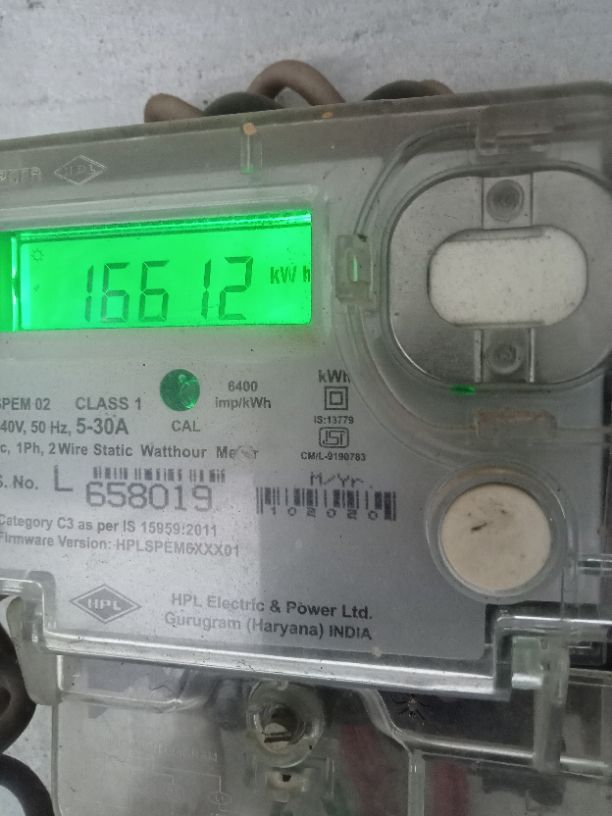 HPL
16612 kWh
SPEM 02 CLASS 1
CAL
6400
imp/kWh
kWh
IS:13779
CM/L-9190783
40V, 50 Hz, 5-30A
c, 1Ph, 2 Wire Static Watthour
S. No. L 658019
M/Yr.
102020
Category C3 as per IS 15959:2011
Firmware Version: HPLSPEM6XXX01
HPL
HPL Electric & Power Ltd.
Gurugram (Haryana) INDIA